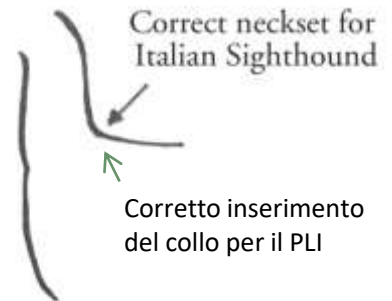 Correct neckset for
Italian Sighthound
Corretto inserimento
del collo per il PLI